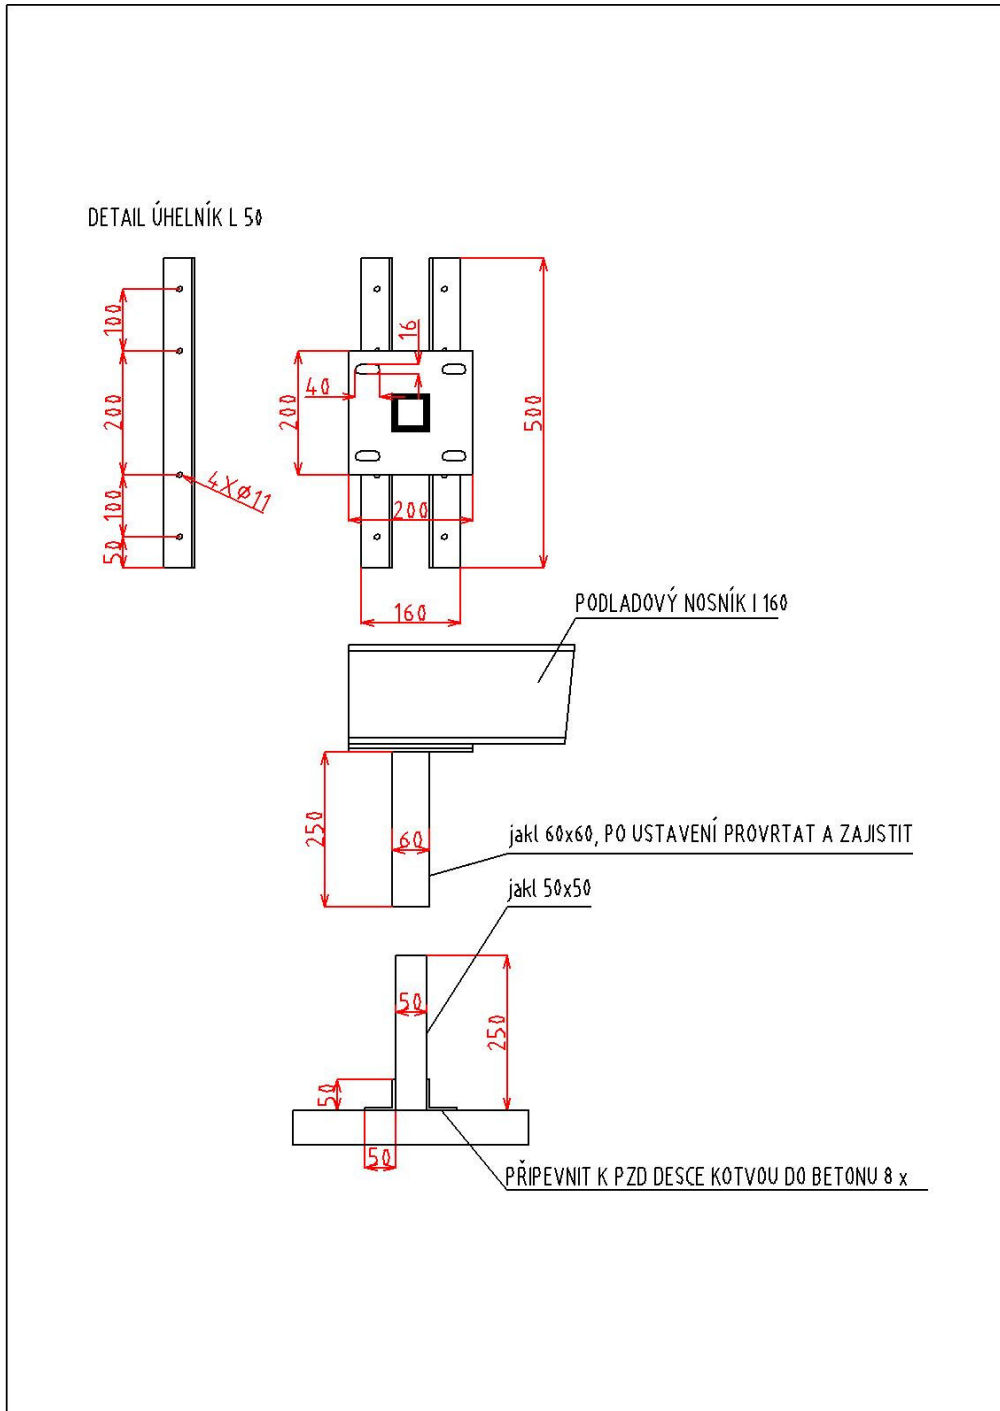 DETAIL ÚHELNÍK L 50
100
200
100
50
4XΦ11
16
40
200
500
200
160
PODLADOVÝ NOSNÍK I 160
250
60
jakl 60x60, PO USTAVENÍ PROVRTAT A ZAJISTIT
jakl 50x50
50
250
50
50
PŘIPEVNIT K PZD DESCE KOTVOU DO BETONU 8 x